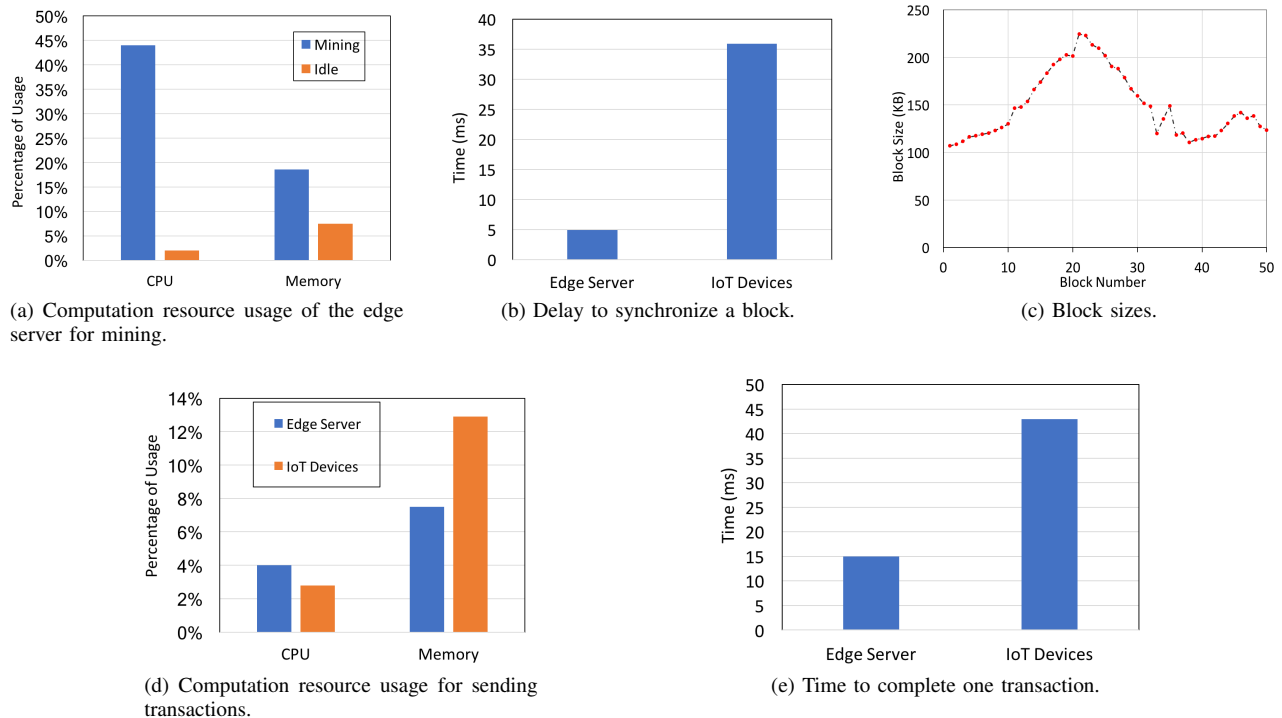 50%
45%
40%
35%
30%
25%
20%
15%
10%
5%
0%
Percentage of Usage
Mining
Idle
CPU Memory
(a) Computation resource usage of the edge
server for mining.
40
35
30
25
20
15
10
5
0
Time (ms)
Edge Server IoT Devices
(b) Delay to synchronize a block.
250
200
150
100
50
0
Block Size (KB)
0 10 20 30 40 50
Block Number
(c) Block sizes.
14%
12%
10%
8%
6%
4%
2%
0%
Percentage of Usage
Edge Server
IoT Devices
CPU Memory
(d) Computation resource usage for sending
transactions.
50
45
40
35
30
25
20
15
10
5
0
Time (ms)
Edge Server IoT Devices
(e) Time to complete one transaction.